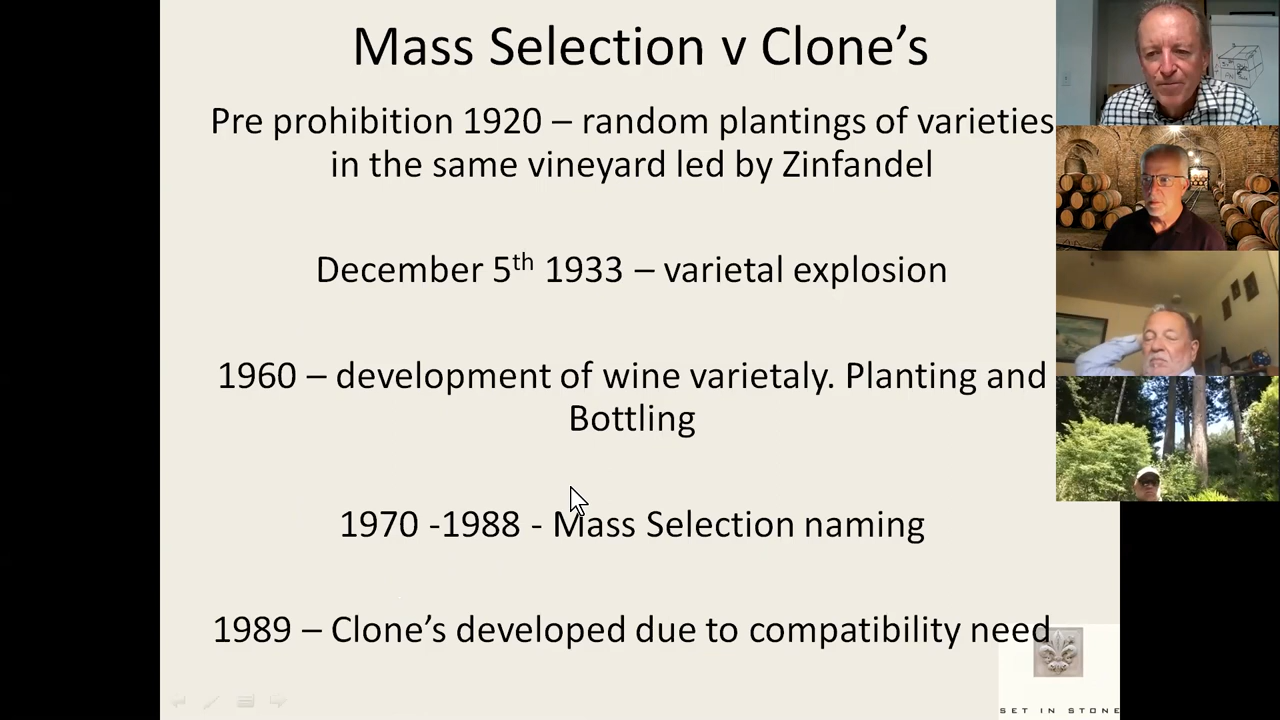 Mass Selection v Clone’s
Pre prohibition 1920 – random plantings of varieties
in the same vineyard led by Zinfandel
December 5th 1933 – varietal explosion
1960 – development of wine varietaly. Planting and
Bottling
1970 -1988 - Mass Selection naming
1989 – Clone’s developed due to compatibility need
SET IN STONE